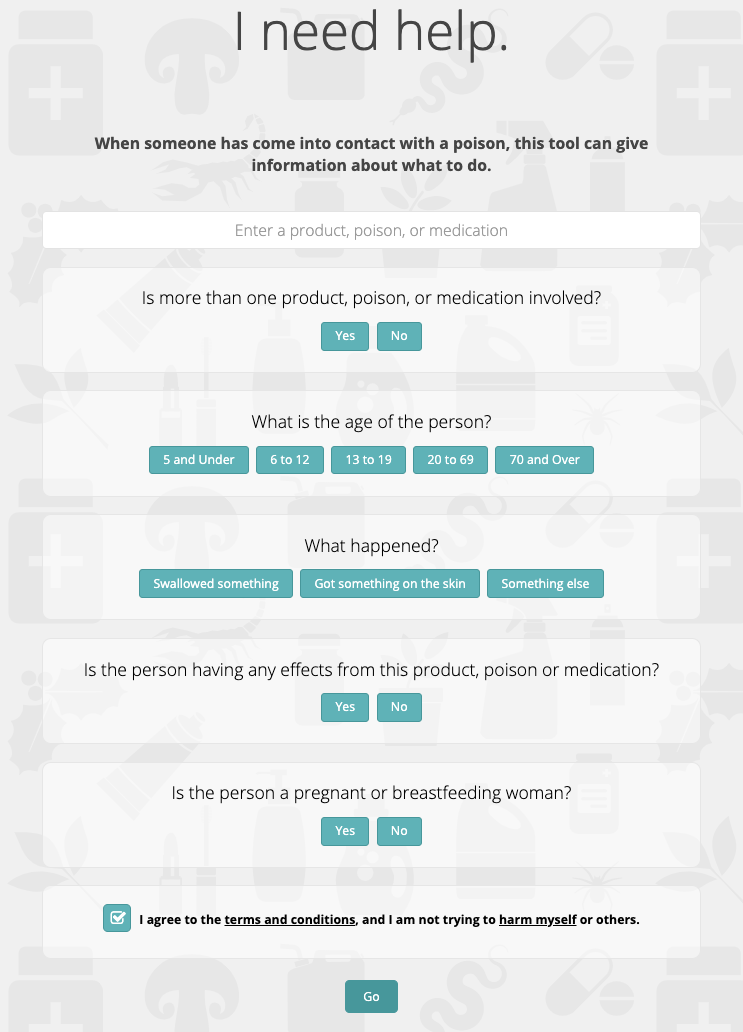 I need help.
When someone has come into contact with a poison, this tool can give
information about what to do.
Enter a product, poison, or medication
Is more than one product, poison, or medication involved?
Yes No
What is the age of the person?
5 and Under 6 to 12 13 to 19 20 to 69 70 and Over
What happened?
Swallowed something Got something on the skin Something else
Is the person having any effects from this product, poison or medication?
Yes No
Is the person a pregnant or breastfeeding woman?
Yes No
I agree to the terms and conditions, and I am not trying to harm myself or others.
Go